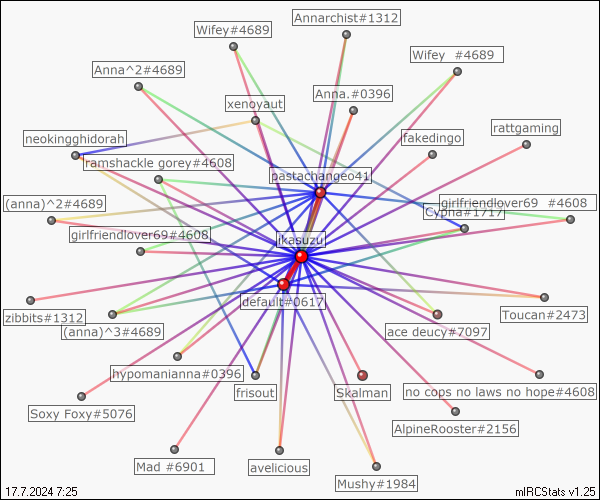 Annarchist#1312
Wifey#4689
Wifey  #4689
Anna^2#4689
Anna.#0396
xenoyaut
neokingghidorah
fakedingo
rattgaming
ramshackle gorey#4608
pastachangeo41
(anna)^2#4689
girlfriendlover69  #4608
Cypha#1717
girlfriendlover69#4608
ikasuzu
default#0617
zibbits#1312
(anna)^3#4689
ace deucy#7097
Toucan#2473
hypomanianna#0396
frisout
Skalman
no cops no laws no hope#4608
Soxy Foxy#5076
AlpineRooster#2156
Mad #6901
avelicious
Mushy#1984
17.7.2024 7:25
mIRCStats v1.25